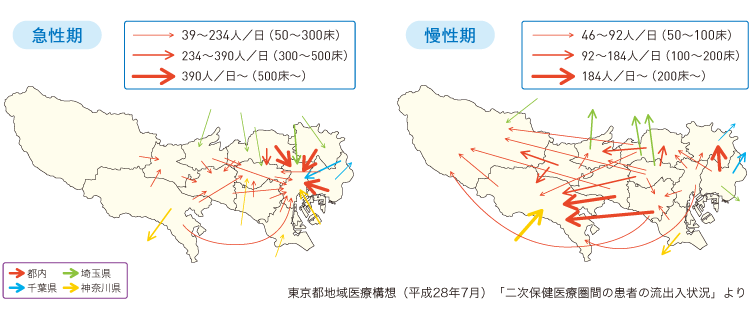 急性期
39～234人／日（50～300床）
234～390人／日（300～500床）
390人／日～（500床～）
慢性期
46～92人／日（50～100床）
92～184人／日（100～200床）
184人／日～（200床～）
都内
埼玉県
千葉県
神奈川県
東京都地域医療構想（平成28年7月）「二次保健医療圏間の患者の流出入状況」より